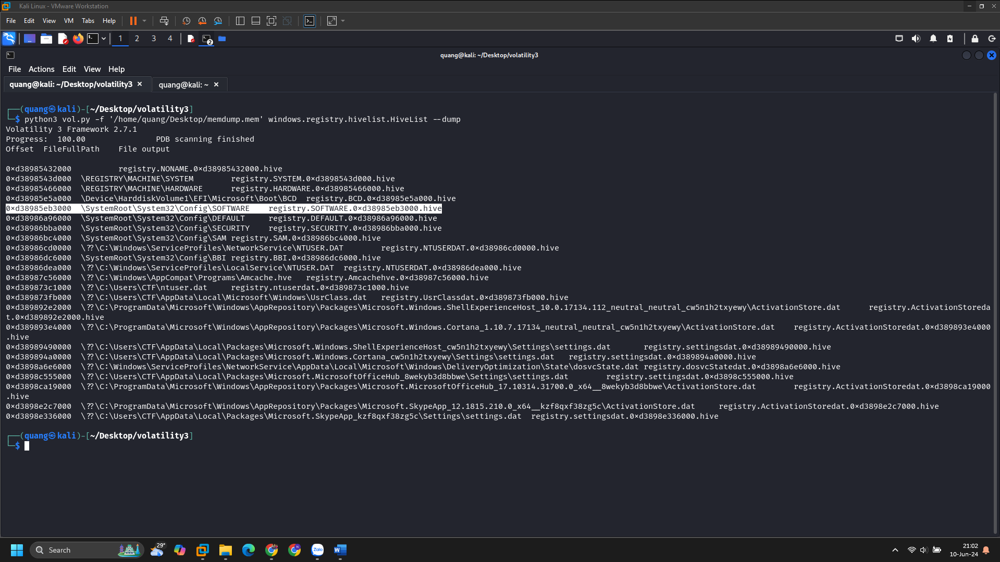 Kali Linux - VMware Workstation
File Edit View VM Tabs Help
1 2 3 4 2
quang@kali: ~/Desktop/volatility3
File Actions Edit View Help
quang@kali: ~/Desktop/volatility3 quang@kali: ~
┌──(quang㉿kali)-[~/Desktop/volatility3]
└─$ python3 vol.py -f '/home/quang/Desktop/memdump.mem' windows.registry.hivelist.HiveList --dump
Volatility 3 Framework 2.7.1
Progress: 100.00 PDB scanning finished
Offset FileFullPath File output
0xd38985432000 registry.NONAME.0xd38985432000.hive
0xd3898543d000 \REGISTRY\MACHINE\SYSTEM registry.SYSTEM.0xd3898543d000.hive
0xd38985466000 \REGISTRY\MACHINE\HARDWARE registry.HARDWARE.0xd38985466000.hive
0xd38985e5a000 \Device\HarddiskVolume1\EFI\Microsoft\Boot\BCD registry.BCD.0xd38985e5a000.hive
0xd38985eb3000 \SystemRoot\System32\Config\SOFTWARE registry.SOFTWARE.0xd38985eb3000.hive
0xd38986a96000 \SystemRoot\System32\Config\DEFAULT registry.DEFAULT.0xd38986a96000.hive
0xd38986bba000 \SystemRoot\System32\Config\SECURITY registry.SECURITY.0xd38986bba000.hive
0xd38986bc4000 \SystemRoot\System32\Config\SAM registry.SAM.0xd38986bc4000.hive
0xd38986cd0000 \??\C:\Windows\ServiceProfiles\NetworkService\NTUSER.DAT registry.NTUSERDAT.0xd38986cd0000.hive
0xd38986dc6000 \SystemRoot\System32\Config\BBI registry.BBI.0xd38986dc6000.hive
0xd38986dea000 \??\C:\Windows\ServiceProfiles\LocalService\NTUSER.DAT registry.NTUSERDAT.0xd38986dea000.hive
0xd38987c56000 \??\C:\Windows\AppCompat\Programs\Amcache.hve registry.Amcachehve.0xd38987c56000.hive
0xd389873c1000 \??\C:\Users\CTF\ntuser.dat registry.ntuserdat.0xd389873c1000.hive
0xd389873fb000 \??\C:\Users\CTF\AppData\Local\Microsoft\Windows\UsrClass.dat registry.UsrClassdat.0xd389873fb000.hive
0xd389892e2000 \??\C:\ProgramData\Microsoft\Windows\AppRepository\Packages\Microsoft.Windows.ShellExperienceHost_10.0.17134.112_neutral_neutral_cw5n1h2txyewy\ActivationStore.dat registry.ActivationStoreda
t.0xd389892e2000.hive
0xd389893e4000 \??\C:\ProgramData\Microsoft\Windows\AppRepository\Packages\Microsoft.Windows.Cortana_1.10.7.17134_neutral_neutral_cw5n1h2txyewy\ActivationStore.dat registry.ActivationStoredat.0xd389893e4000
.hive
0xd38989490000 \??\C:\Users\CTF\AppData\Local\Packages\Microsoft.Windows.ShellExperienceHost_cw5n1h2txyewy\Settings\settings.dat registry.settingsdat.0xd38989490000.hive
0xd389894a0000 \??\C:\Users\CTF\AppData\Local\Packages\Microsoft.Windows.Cortana_cw5n1h2txyewy\Settings\settings.dat registry.settingsdat.0xd389894a0000.hive
0xd3898a6e6000 \??\C:\Windows\ServiceProfiles\NetworkService\AppData\Local\Microsoft\Windows\DeliveryOptimization\State\dosvcState.dat registry.dosvcStatedat.0xd3898a6e6000.hive
0xd3898c555000 \??\C:\Users\CTF\AppData\Local\Packages\Microsoft.MicrosoftOfficeHub_8wekyb3d8bbwe\Settings\settings.dat registry.settingsdat.0xd3898c555000.hive
0xd3898ca19000 \??\C:\ProgramData\Microsoft\Windows\AppRepository\Packages\Microsoft.MicrosoftOfficeHub_17.10314.31700.0_x64__8wekyb3d8bbwe\ActivationStore.dat registry.ActivationStoredat.0xd3898ca19000
.hive
0xd3898e2c7000 \??\C:\ProgramData\Microsoft\Windows\AppRepository\Packages\Microsoft.SkypeApp_12.1815.210.0_x64__kzf8qxf38zg5c\ActivationStore.dat registry.ActivationStoredat.0xd3898e2c7000.hive
0xd3898e336000 \??\C:\Users\CTF\AppData\Local\Packages\Microsoft.SkypeApp_kzf8qxf38zg5c\Settings\settings.dat registry.settingsdat.0xd3898e336000.hive
┌──(quang㉿kali)-[~/Desktop/volatility3]
└─$
Search 29° Zalo 21:02
10-Jun-24